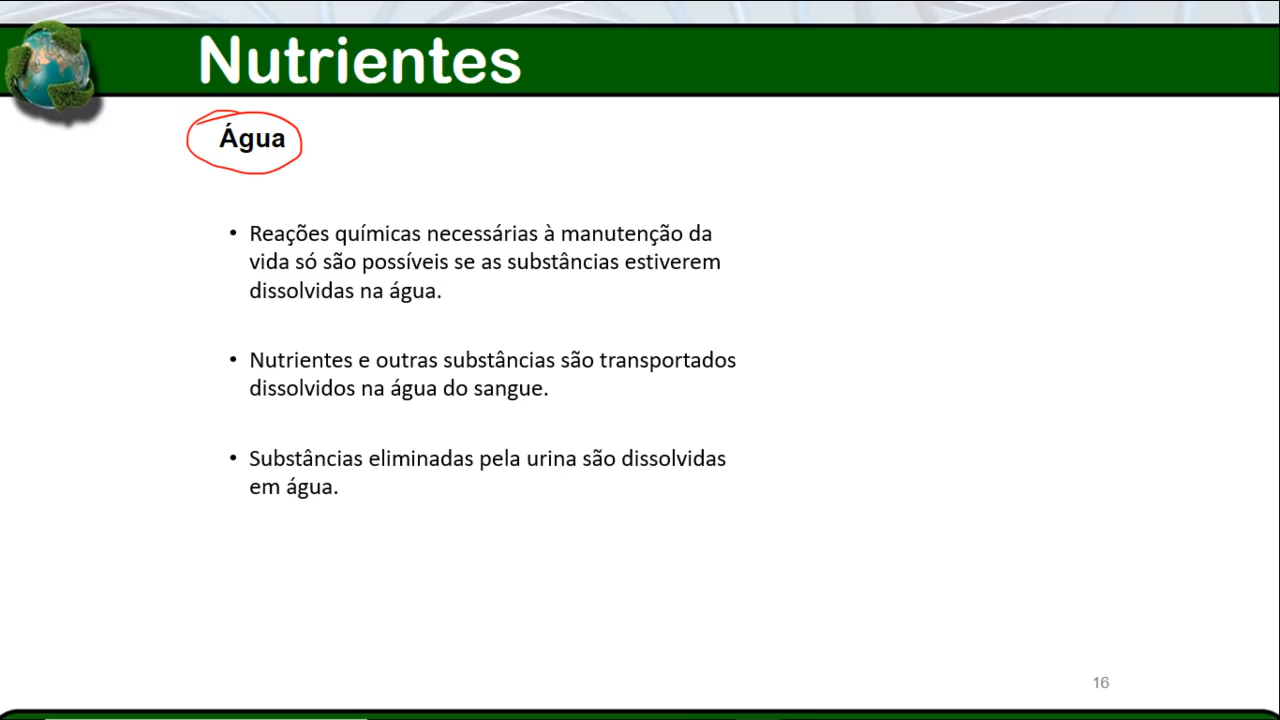 Nutrientes
Água
• Reações químicas necessárias à manutenção da
vida só são possíveis se as substâncias estiverem
dissolvidas na água.
• Nutrientes e outras substâncias são transportados
dissolvidos na água do sangue.
• Substâncias eliminadas pela urina são dissolvidas
em água.
16